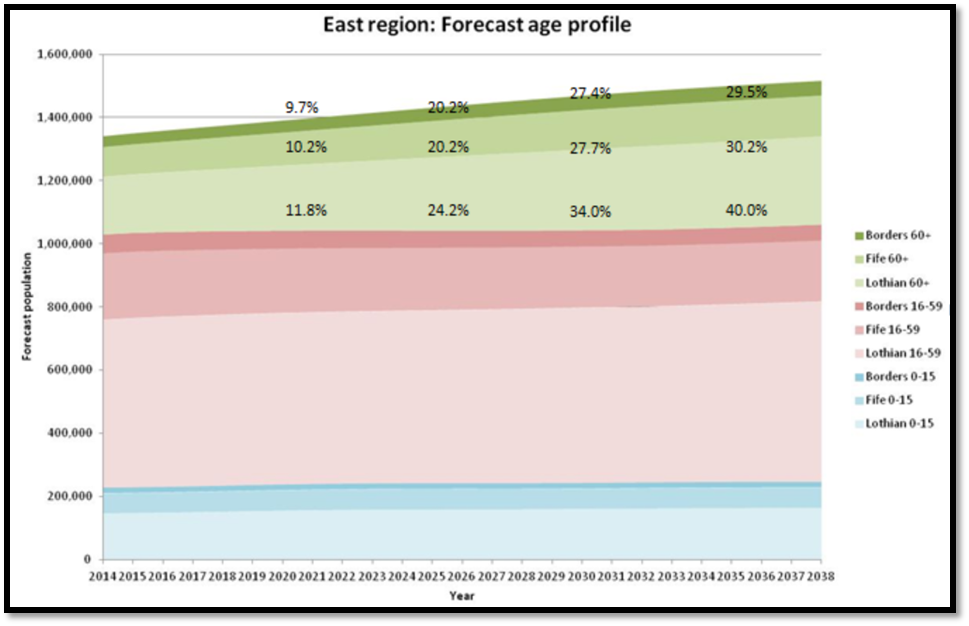 East region: Forecast age profile
1,600,000
1,400,000
1,200,000
1,000,000
800,000
600,000
400,000
200,000
0
Forecast population
9.7% 20.2% 27.4% 29.5%
10.2% 20.2% 27.7% 30.2%
11.8% 24.2% 34.0% 40.0%
Borders 60+
Fife 60+
Lothian 60+
Borders 16-59
Fife 16-59
Lothian 16-59
Borders 0-15
Fife 0-15
Lothian 0-15
2014 2015 2016 2017 2018 2019 2020 2021 2022 2023 2024 2025 2026 2027 2028 2029 2030 2031 2032 2033 2034 2035 2036 2037 2038
Year